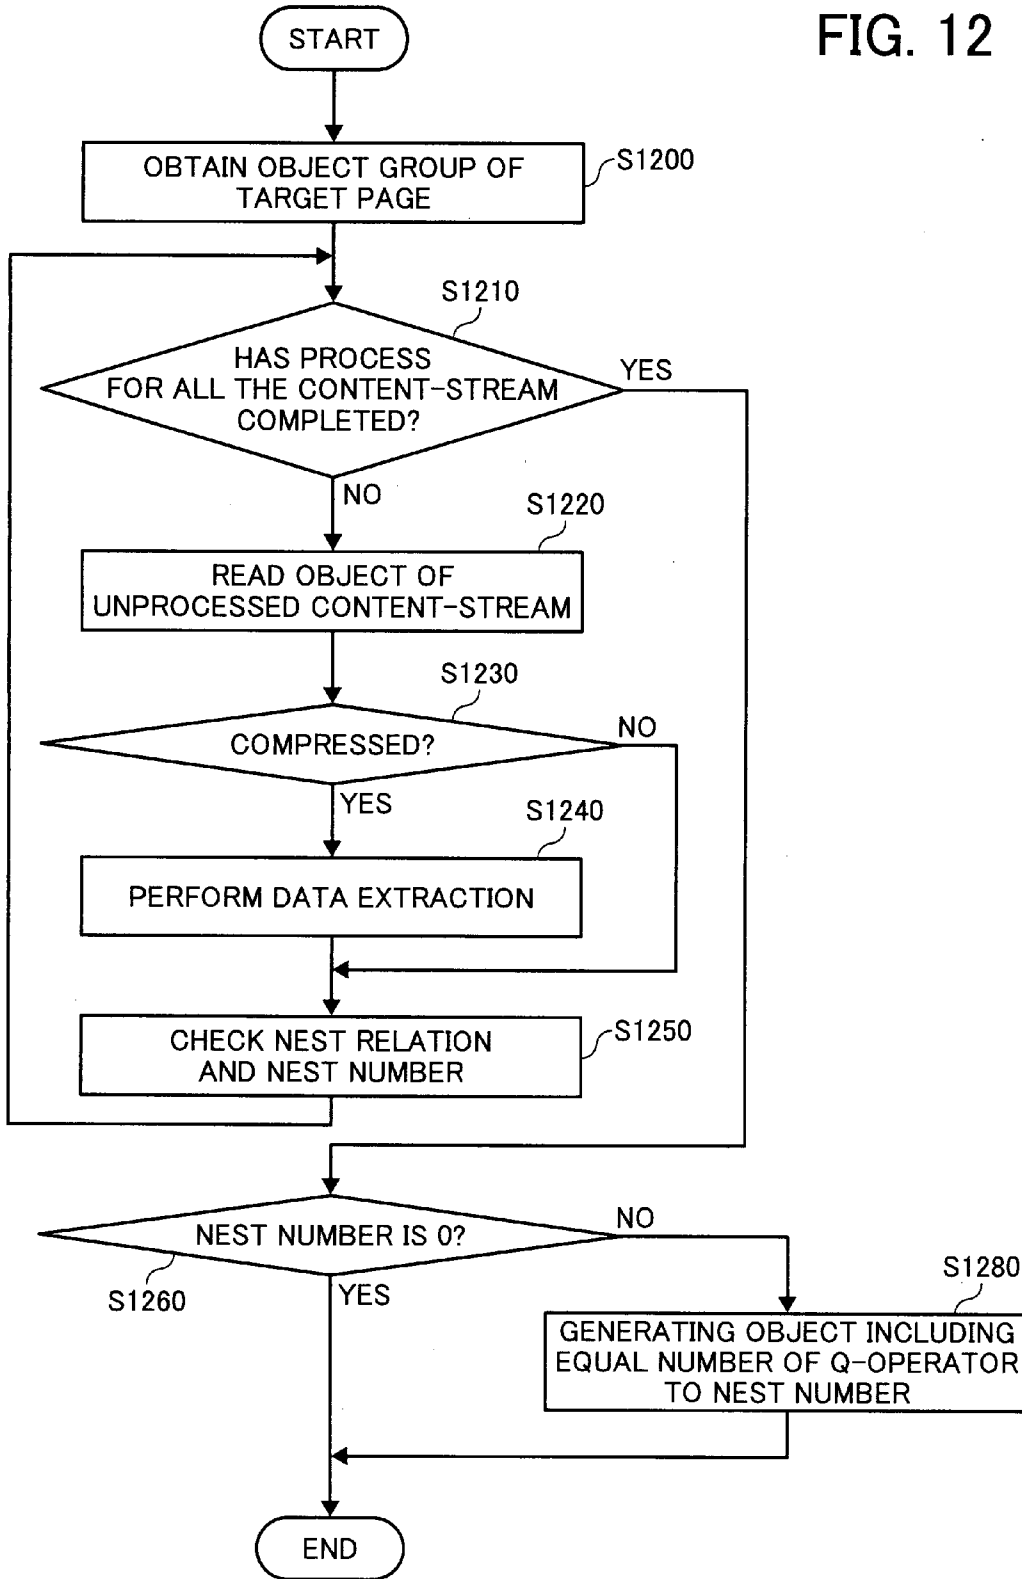 FIG. 12
START
OBTAIN OBJECT GROUP OF
TARGET PAGE
S1200
S1210
HAS PROCESS
FOR ALL THE CONTENT-STREAM
COMPLETED?
YES
NO
S1220
READ OBJECT OF
UNPROCESSED CONTENT-STREAM
S1230
COMPRESSED?
NO
YES
S1240
PERFORM DATA EXTRACTION
CHECK NEST RELATION
AND NEST NUMBER
S1250
NEST NUMBER IS 0?
NO
S1260
YES
S1280
GENERATING OBJECT INCLUDING
EQUAL NUMBER OF Q-OPERATOR
TO NEST NUMBER
END